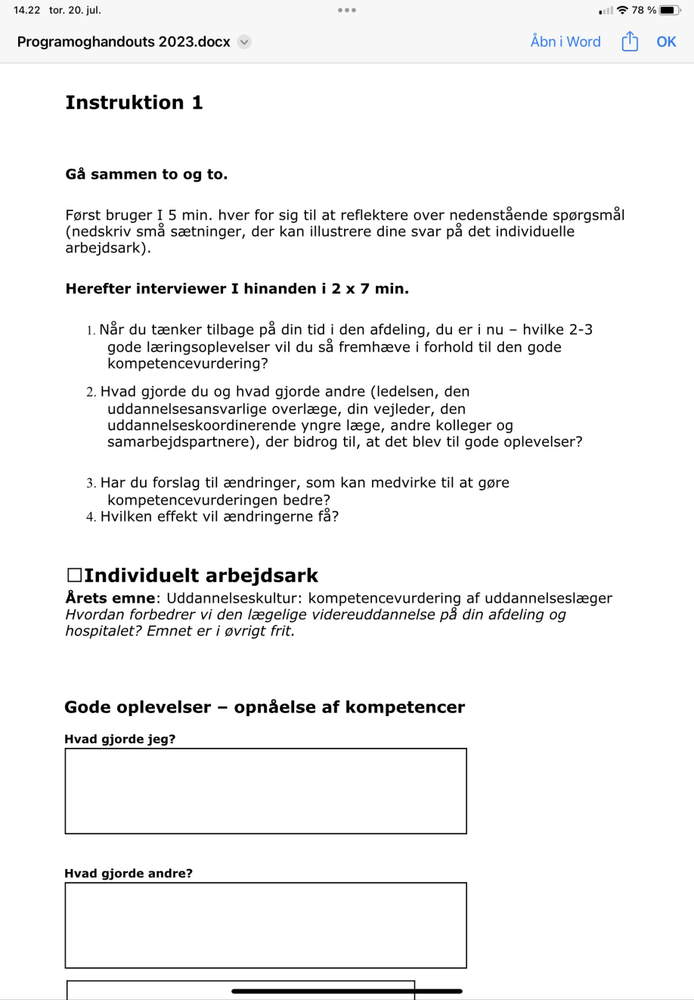 14.22 tor. 20. jul.
78 %
Programoghandouts 2023.docx
Åbn i Word
OK
Instruktion 1
Gå sammen to og to.
Først bruger I 5 min. hver for sig til at reflektere over nedenstående spørgsmål
(nedskriv små sætninger, der kan illustrere dine svar på det individuelle
arbejdsark).
Herefter interviewer I hinanden i 2 x 7 min.
1. Når du tænker tilbage på din tid i den afdeling, du er i nu – hvilke 2-3
gode læringsoplevelser vil du så fremhæve i forhold til den gode
kompetencevurdering?
2. Hvad gjorde du og hvad gjorde andre (ledelsen, den
uddannelsesansvarlige overlæge, din vejleder, den
uddannelseskoordinerende yngre læge, andre kolleger og
samarbejdspartnere), der bidrog til, at det blev til gode oplevelser?
3. Har du forslag til ændringer, som kan medvirke til at gøre
kompetencevurderingen bedre?
4. Hvilken effekt vil ændringerne få?
☐Individuelt arbejdsark
Årets emne: Uddannelseskultur: kompetencevurdering af uddannelseslæger
Hvordan forbedrer vi den lægelige videreuddannelse på din afdeling og
hospitalet? Emnet er i øvrigt frit.
Gode oplevelser – opnåelse af kompetencer
Hvad gjorde jeg?
Hvad gjorde andre?